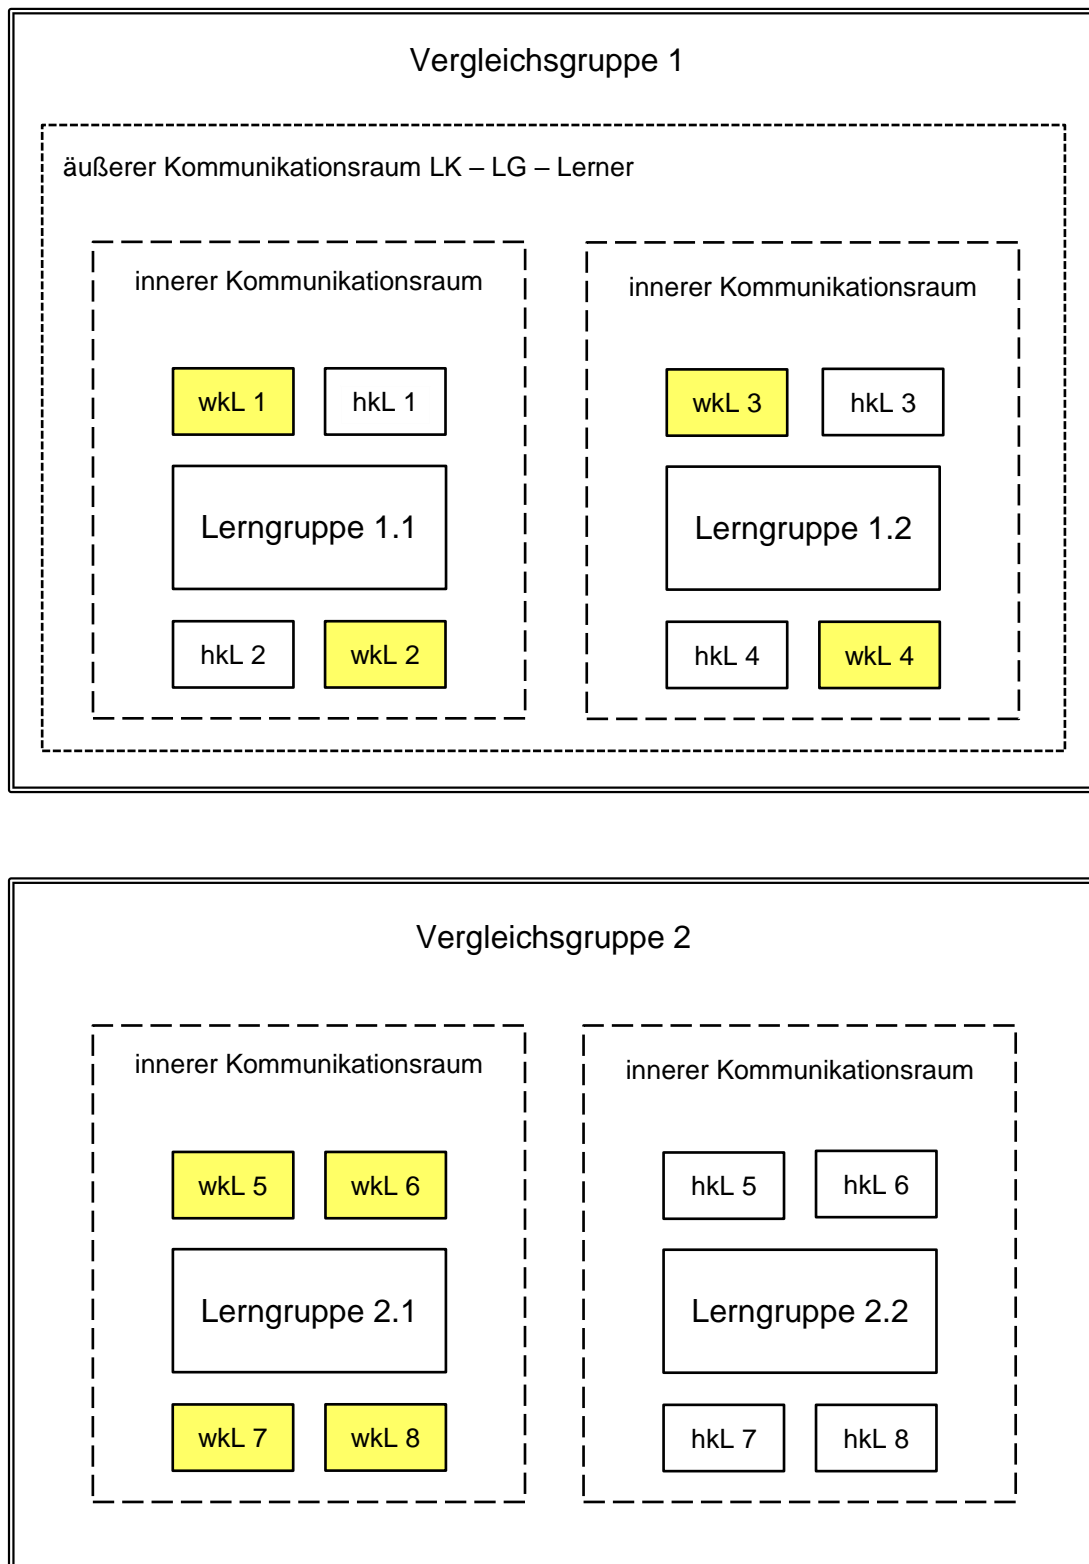 Vergleichsgruppe 1
äußerer Kommunikationsraum LK – LG – Lerner
innerer Kommunikationsraum
wkL 1
hkL 1
Lerngruppe 1.1
hkL 2
wkL 2
innerer Kommunikationsraum
wkL 3
hkL 3
Lerngruppe 1.2
hkL 4
wkL 4
Vergleichsgruppe 2
innerer Kommunikationsraum
wkL 5
wkL 6
Lerngruppe 2.1
wkL 7
wkL 8
innerer Kommunikationsraum
hkL 5
hkL 6
Lerngruppe 2.2
hkL 7
hkL 8